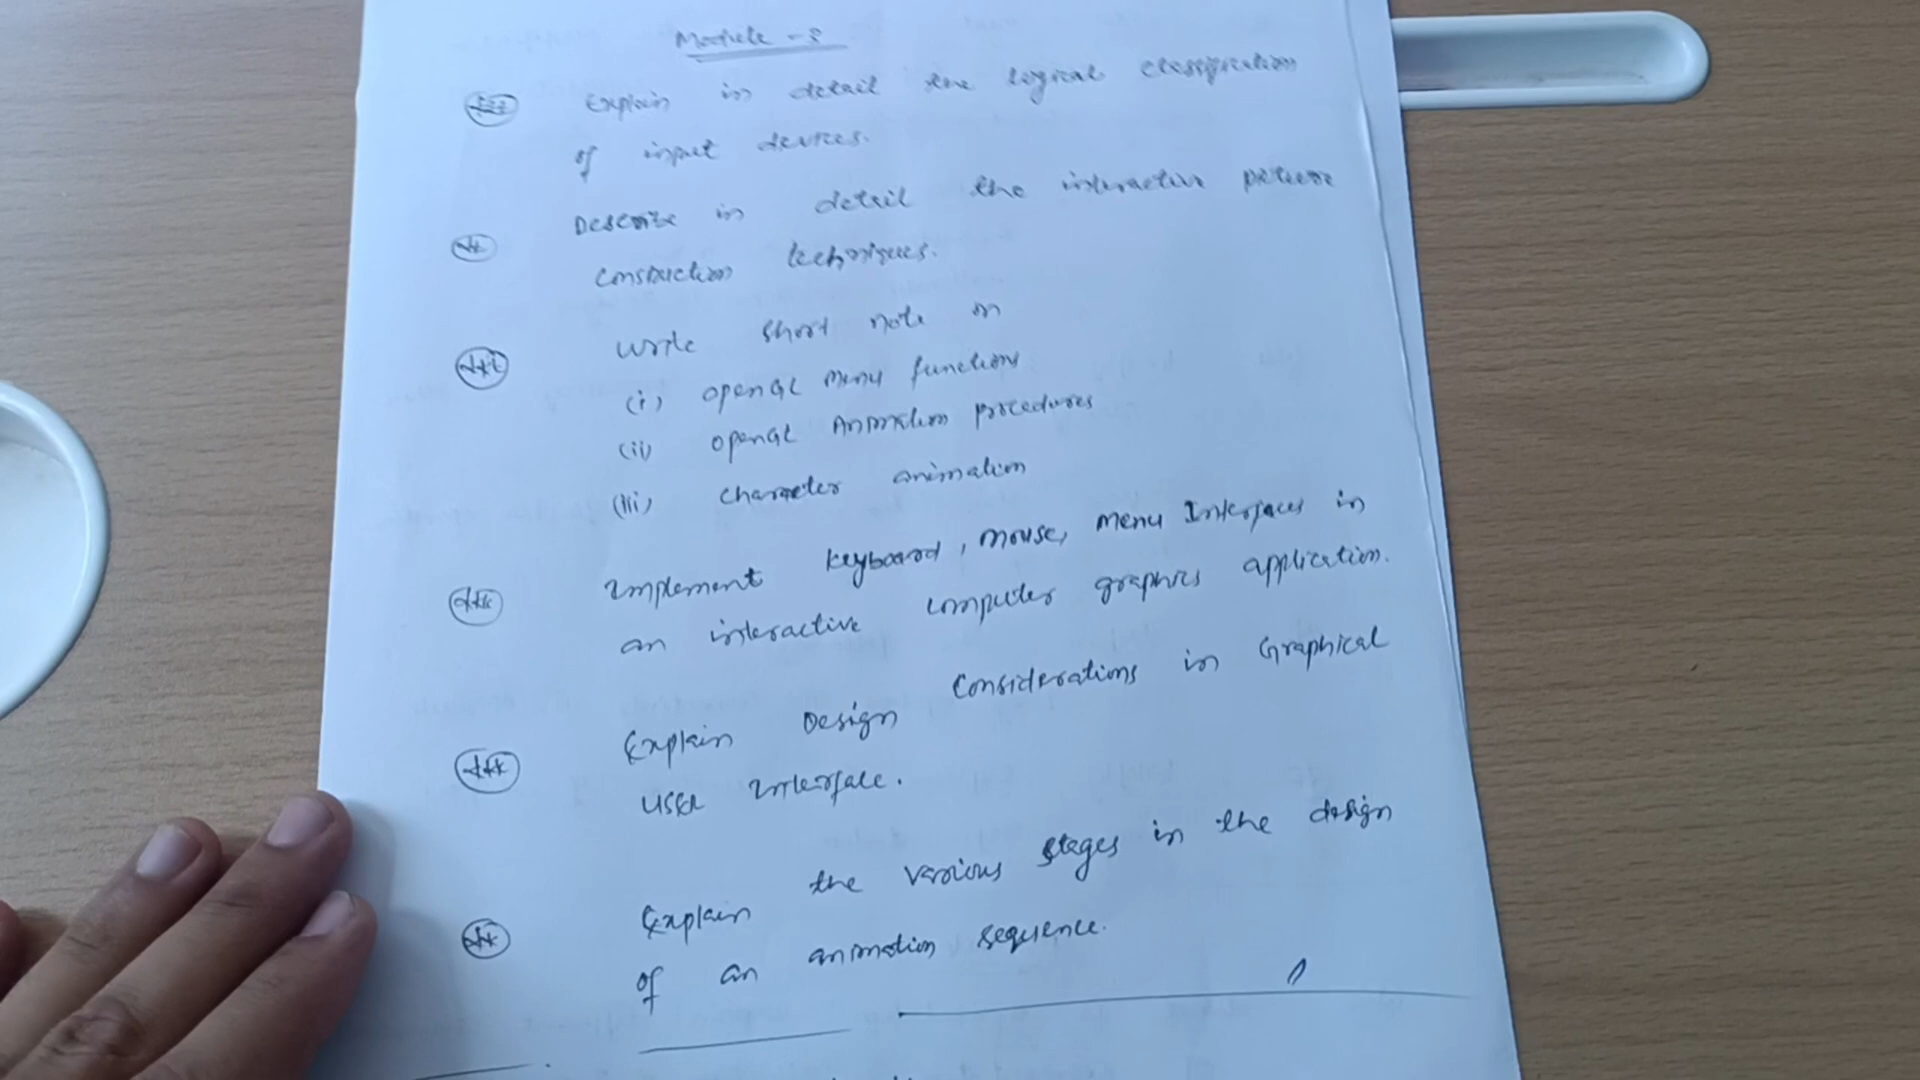 Module - 3
Explain in detail the logical classification
of input devices.
Describe in detail the interactive picture
construction techniques.
Write short note on
(i) openGL Menu functions
(ii) openGL Animation procedures
(iii) character animation
Implement keyboard, mouse, menu Interfaces in
an interactive computer graphics application.
Explain Design Considerations in Graphical
User Interface.
Explain the various stages in the design
of an animation sequence.